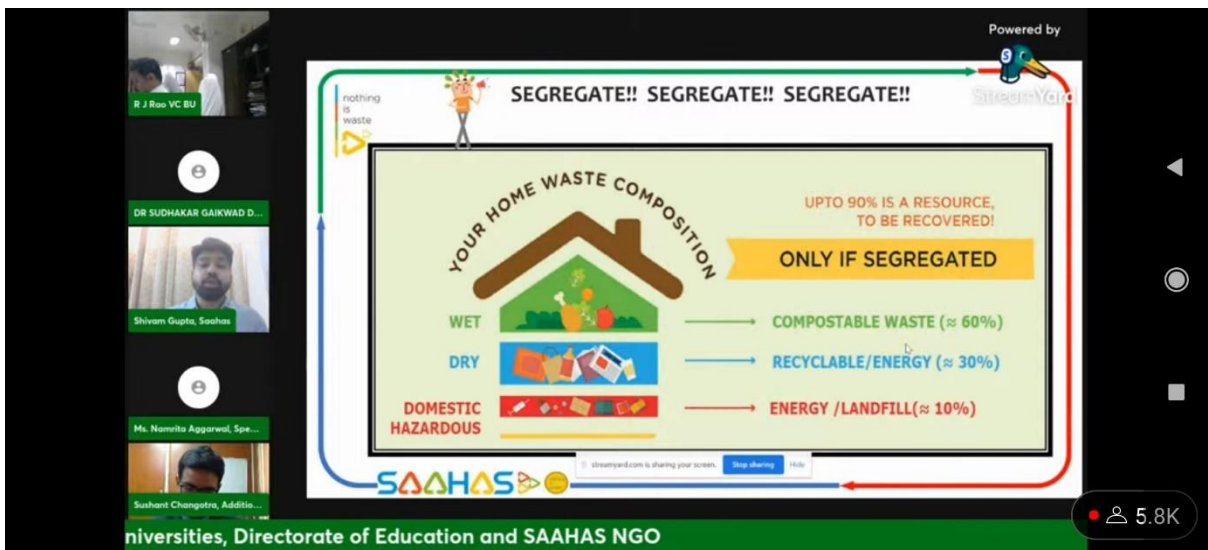 R J Rao VC BU
DR SUDHAKAR GAIKWAD D...
Shivam Gupta, Saahas
Ms. Namrita Aggarwal, Spe...
Sushant Changotra, Additio...
Powered by
S
StreamYard
nothing
is
waste
SEGREGATE!! SEGREGATE!! SEGREGATE!!
YOUR HOME WASTE COMPOSITION
UPTO 90% IS A RESOURCE,
TO BE RECOVERED!
ONLY IF SEGREGATED
WET
COMPOSTABLE WASTE (≈ 60%)
DRY
RECYCLABLE/ENERGY (≈ 30%)
DOMESTIC
HAZARDOUS
ENERGY /LANDFILL(≈ 10%)
streamyard.com is sharing your screen.
Stop sharing
Hide
SAAHAS
5.8K
niversities, Directorate of Education and SAAHAS NGO